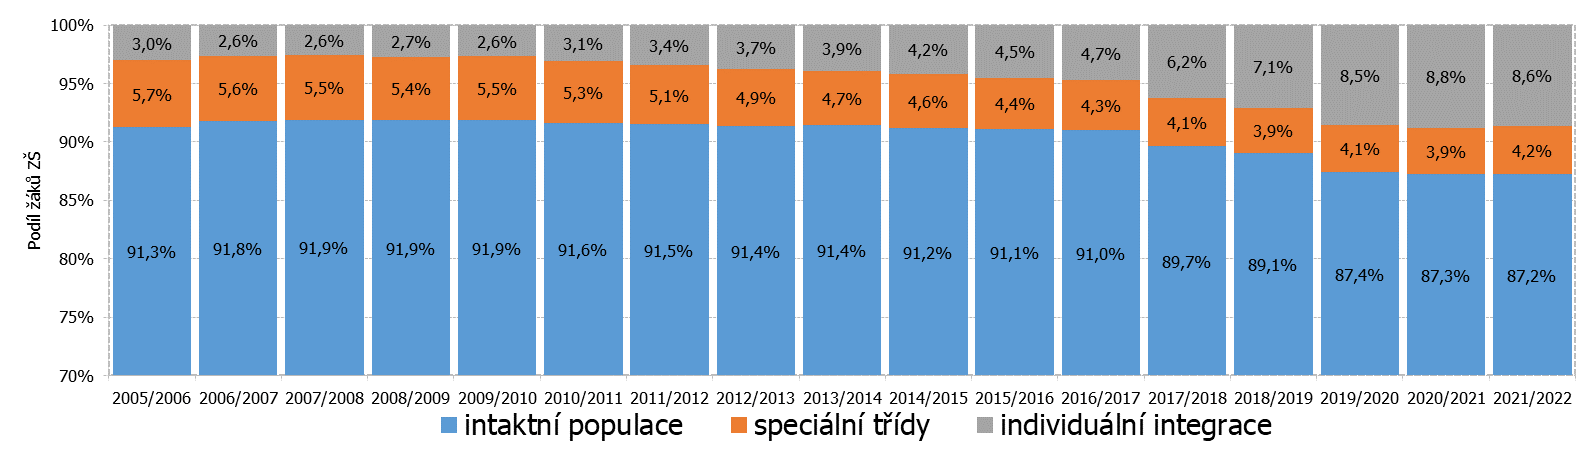 100%
95%
90%
85%
80%
75%
70%
Podíl žáků ZŠ
3,0% 2,6% 2,6% 2,7% 2,6% 3,1% 3,4% 3,7% 3,9% 4,2% 4,5% 4,7% 6,2% 7,1% 8,5% 8,8% 8,6%
5,7% 5,6% 5,5% 5,4% 5,5% 5,3% 5,1% 4,9% 4,7% 4,6% 4,4% 4,3% 4,1% 3,9% 4,1% 3,9% 4,2%
91,3% 91,8% 91,9% 91,9% 91,9% 91,6% 91,5% 91,4% 91,4% 91,2% 91,1% 91,0% 89,7% 89,1% 87,4% 87,3% 87,2%
2005/2006 2006/2007 2007/2008 2008/2009 2009/2010 2010/2011 2011/2012 2012/2013 2013/2014 2014/2015 2015/2016 2016/2017 2017/2018 2018/2019 2019/2020 2020/2021 2021/2022
intaktní populace speciální třídy individuální integrace